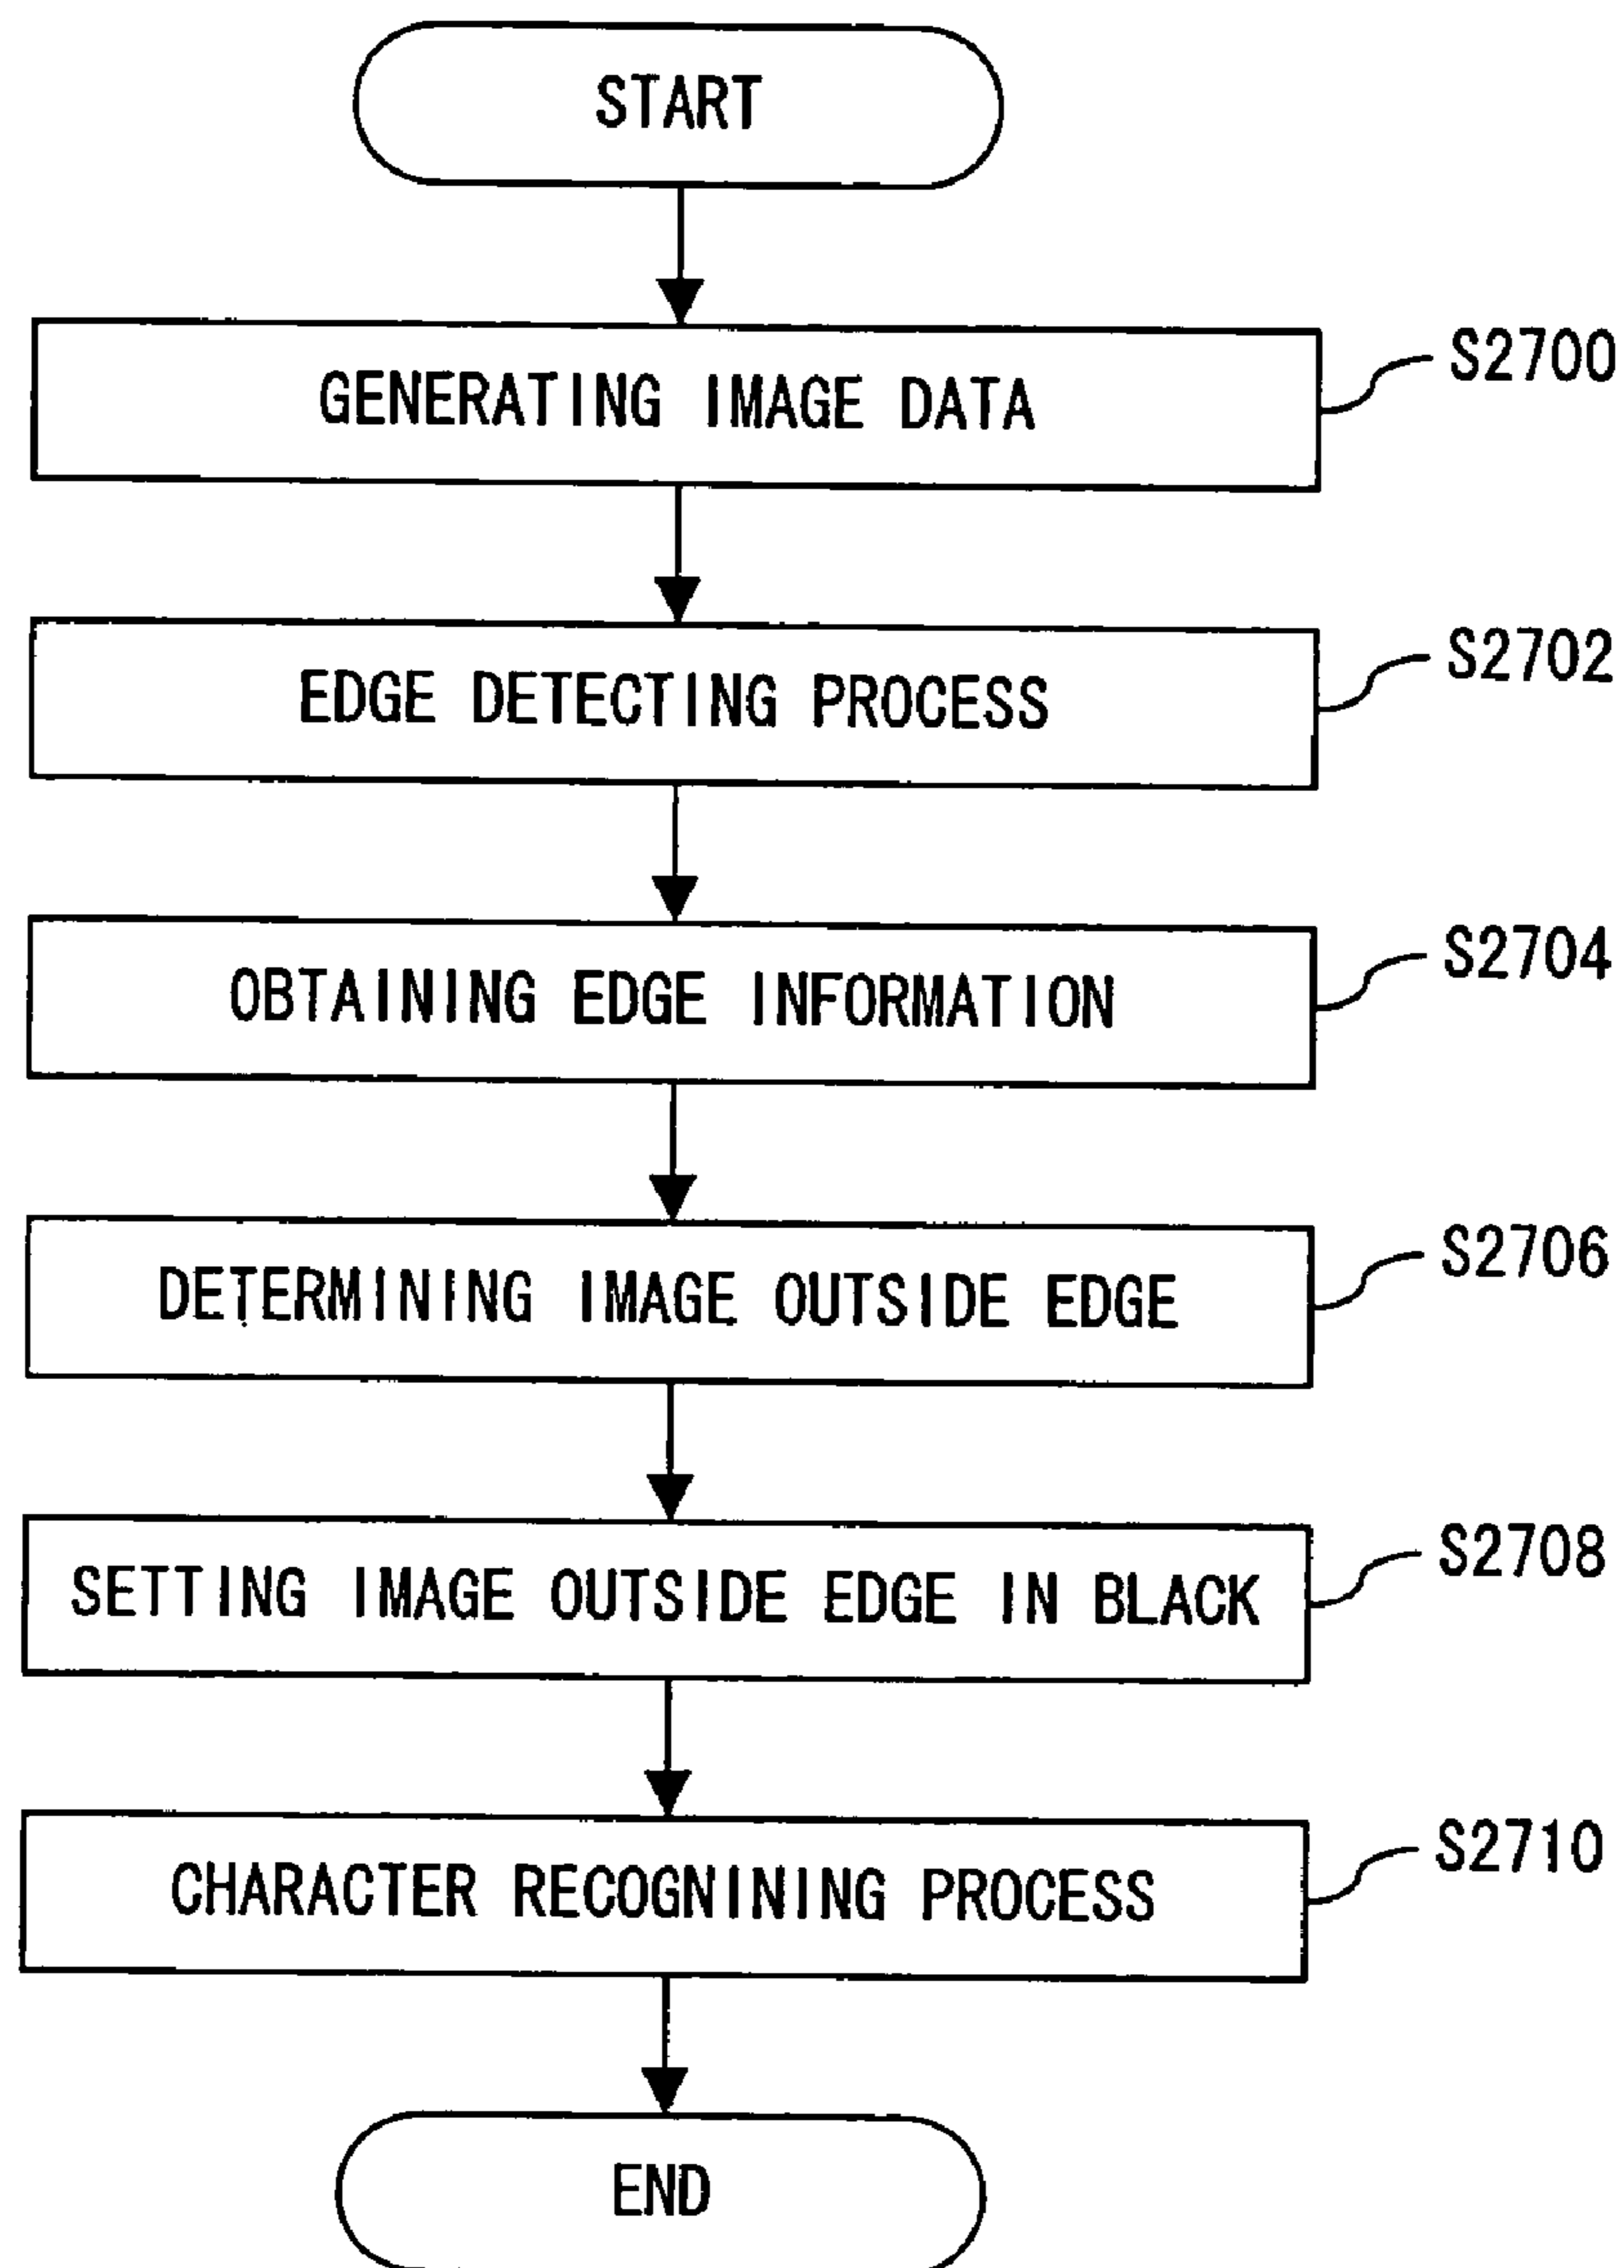 START
GENERATING IMAGE DATA
S2700
EDGE DETECTING PROCESS
S2702
OBTAINING EDGE INFORMATION
S2704
DETERMINING IMAGE OUTSIDE EDGE
S2706
SETTING IMAGE OUTSIDE EDGE IN BLACK
S2708
CHARACTER RECOGNINING PROCESS
S2710
END